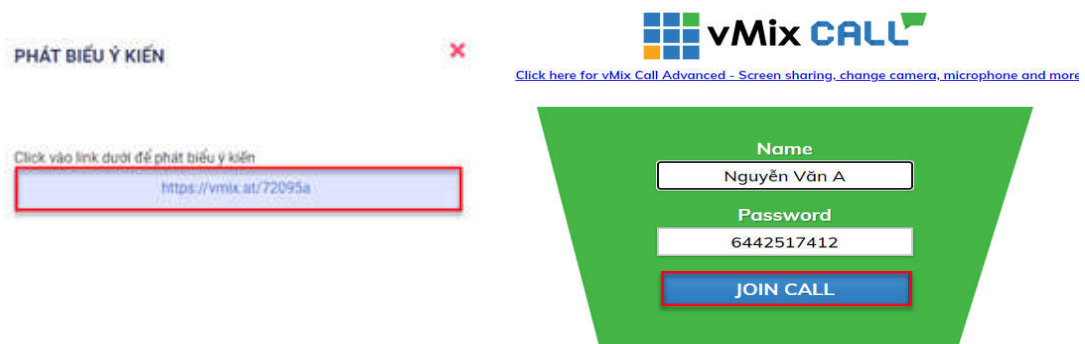 PHÁT BIỂU Ý KIẾN
Click vào link dưới để phát biểu ý kiến
https://vmix.at/72095a
vMix CALL
Click here for vMix Call Advanced - Screen sharing, change camera, microphone and more
Name
Nguyễn Văn A
Password
6442517412
JOIN CALL